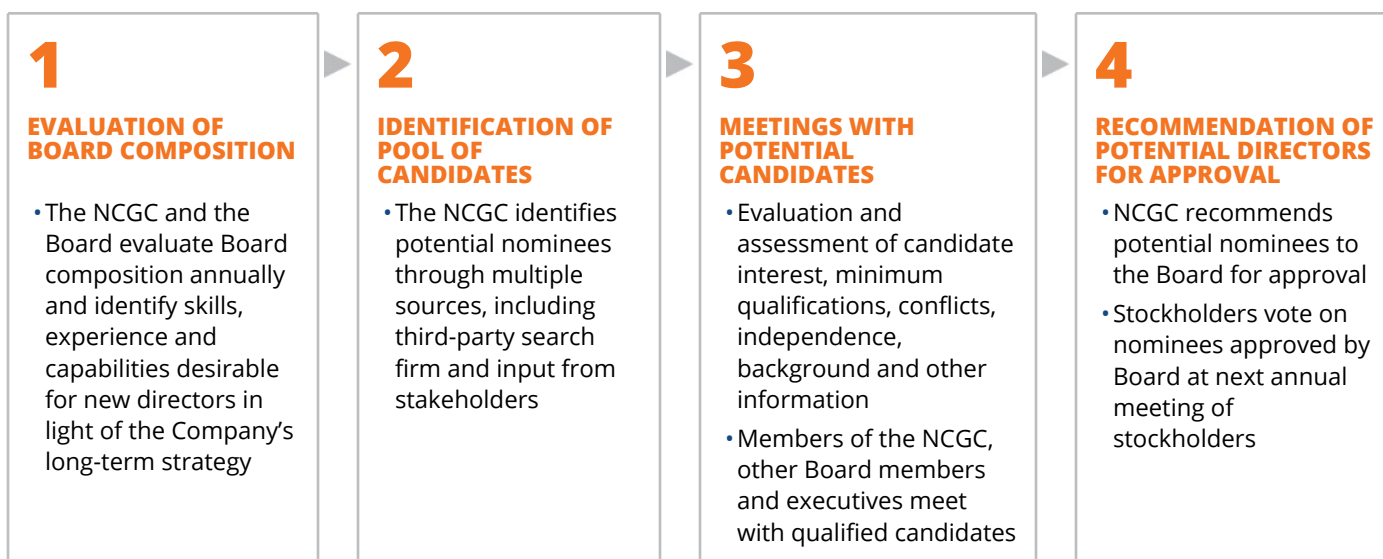 1
EVALUATION OF
BOARD COMPOSITION
• The NCGC and the
Board evaluate Board
composition annually
and identify skills,
experience and
capabilities desirable
for new directors in
light of the Company’s
long-term strategy
2
IDENTIFICATION OF
POOL OF
CANDIDATES
• The NCGC identifies
potential nominees
through multiple
sources, including
third-party search
firm and input from
stakeholders
3
MEETINGS WITH
POTENTIAL
CANDIDATES
• Evaluation and
assessment of candidate
interest, minimum
qualifications, conflicts,
independence,
background and other
information
• Members of the NCGC,
other Board members
and executives meet
with qualified candidates
4
RECOMMENDATION OF
POTENTIAL DIRECTORS
FOR APPROVAL
• NCGC recommends
potential nominees to
the Board for approval
• Stockholders vote on
nominees approved by
Board at next annual
meeting of
stockholders